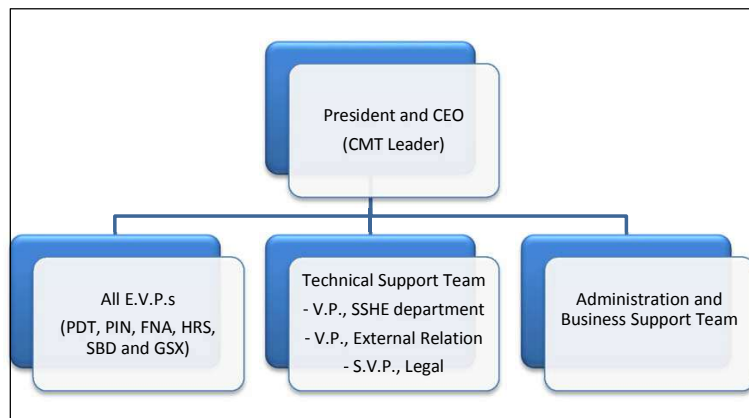 President and CEO
(CMT Leader)
All E.V.P.s
(PDT, PIN, FNA, HRS,
SBD and GSX)
Technical Support Team
- V.P., SSHE department
- V.P., External Relation
- S.V.P., Legal
Administration and
Business Support Team